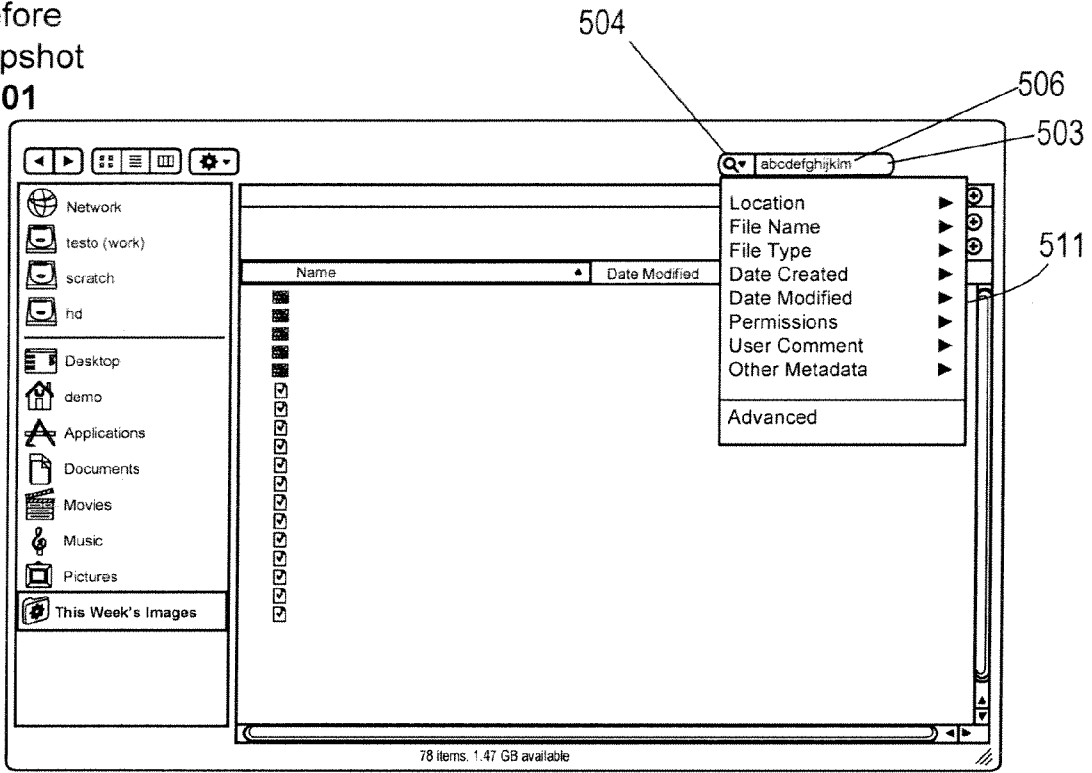 efore
pshot
01
504
506
503
511
abcdefghijklm
Network
testo (work)
scratch
hd
Desktop
demo
Applications
Documents
Movies
Music
Pictures
This Week's Images
Name
Date Modified
Location
File Name
File Type
Date Created
Date Modified
Permissions
User Comment
Other Metadata
Advanced
78 items. 1.47 GB available